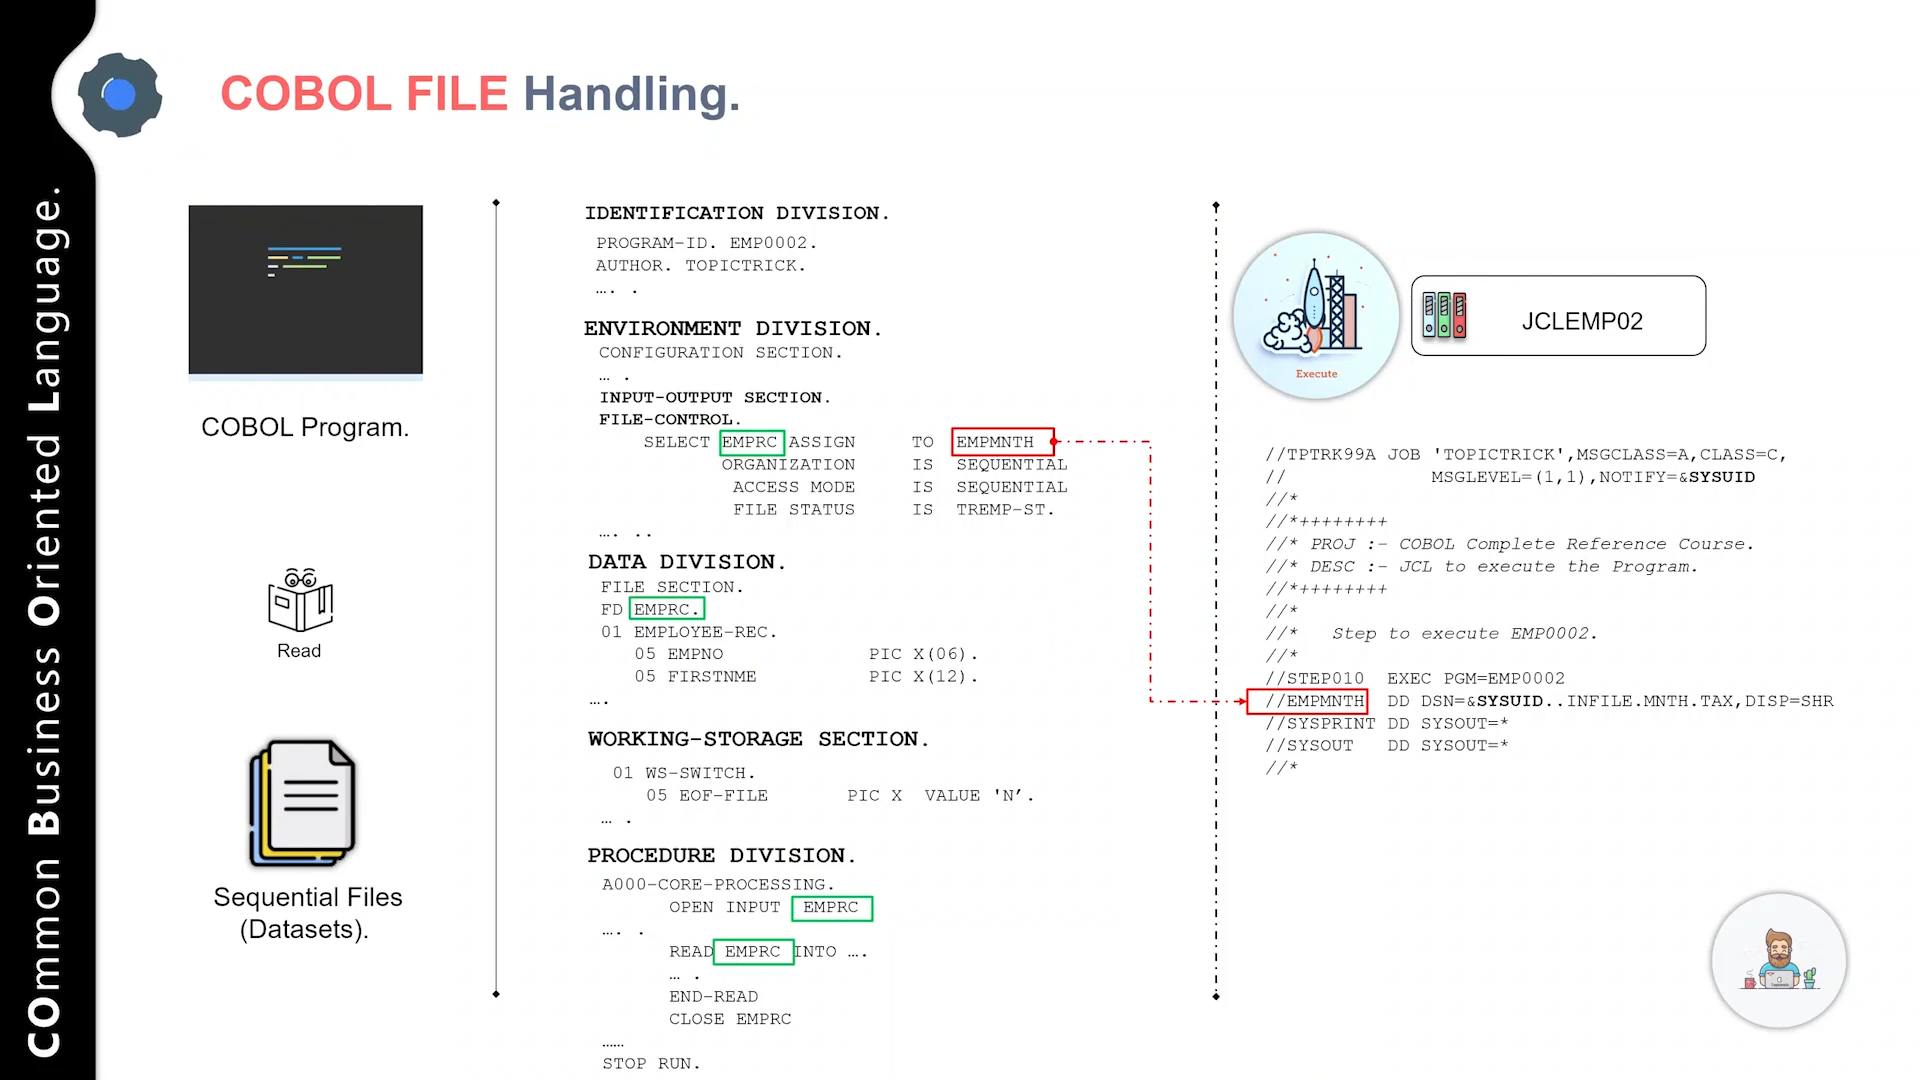 COmmon Business Oriented Language.
COBOL FILE Handling.
COBOL Program.
Read
Sequential Files
(Datasets).
IDENTIFICATION DIVISION.
PROGRAM-ID. EMP0002.
AUTHOR. TOPICTRICK.
…. .
ENVIRONMENT DIVISION.
CONFIGURATION SECTION.
… .
INPUT-OUTPUT SECTION.
FILE-CONTROL.
SELECT EMPRC ASSIGN TO EMPMNTH
ORGANIZATION IS SEQUENTIAL
ACCESS MODE IS SEQUENTIAL
FILE STATUS IS TREMP-ST.
…. ..
DATA DIVISION.
FILE SECTION.
FD EMPRC.
01 EMPLOYEE-REC.
05 EMPNO PIC X(06).
05 FIRSTNME PIC X(12).
….
WORKING-STORAGE SECTION.
01 WS-SWITCH.
05 EOF-FILE PIC X VALUE 'N’.
… .
PROCEDURE DIVISION.
A000-CORE-PROCESSING.
OPEN INPUT EMPRC
…. .
READ EMPRC INTO ….
… .
END-READ
CLOSE EMPRC
……
STOP RUN.
Execute
JCLEMP02
//TPTRK99A JOB 'TOPICTRICK',MSGCLASS=A,CLASS=C,
// MSGLEVEL=(1,1),NOTIFY=&SYSUID
//*
//*++++++++
//* PROJ :- COBOL Complete Reference Course.
//* DESC :- JCL to execute the Program.
//*++++++++
//*
//* Step to execute EMP0002.
//*
//STEP010 EXEC PGM=EMP0002
//EMPMNTH DD DSN=&SYSUID..INFILE.MNTH.TAX,DISP=SHR
//SYSPRINT DD SYSOUT=*
//SYSOUT DD SYSOUT=*
//*